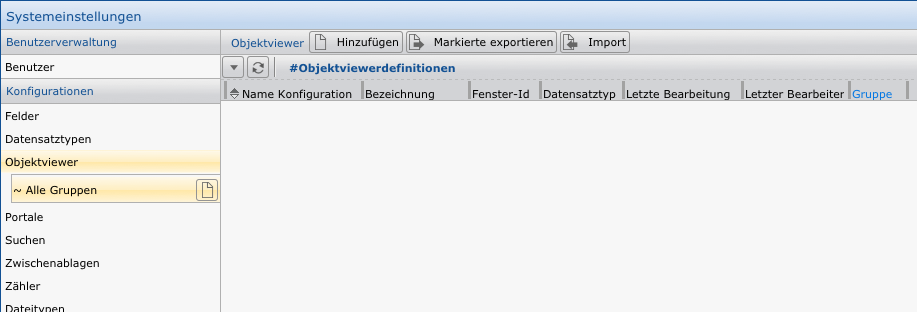 Systemeinstellungen
Benutzerverwaltung
Benutzer
Konfigurationen
Felder
Datensatztypen
Objektviewer
~ Alle Gruppen
Portale
Suchen
Zwischenablagen
Zähler
Dateitypen
Objektviewer Hinzufügen Markierte exportieren Import
#Objektviewerdefinitionen
Name Konfiguration Bezeichnung Fenster-Id Datensatztyp Letzte Bearbeitung Letzter Bearbeiter Gruppe